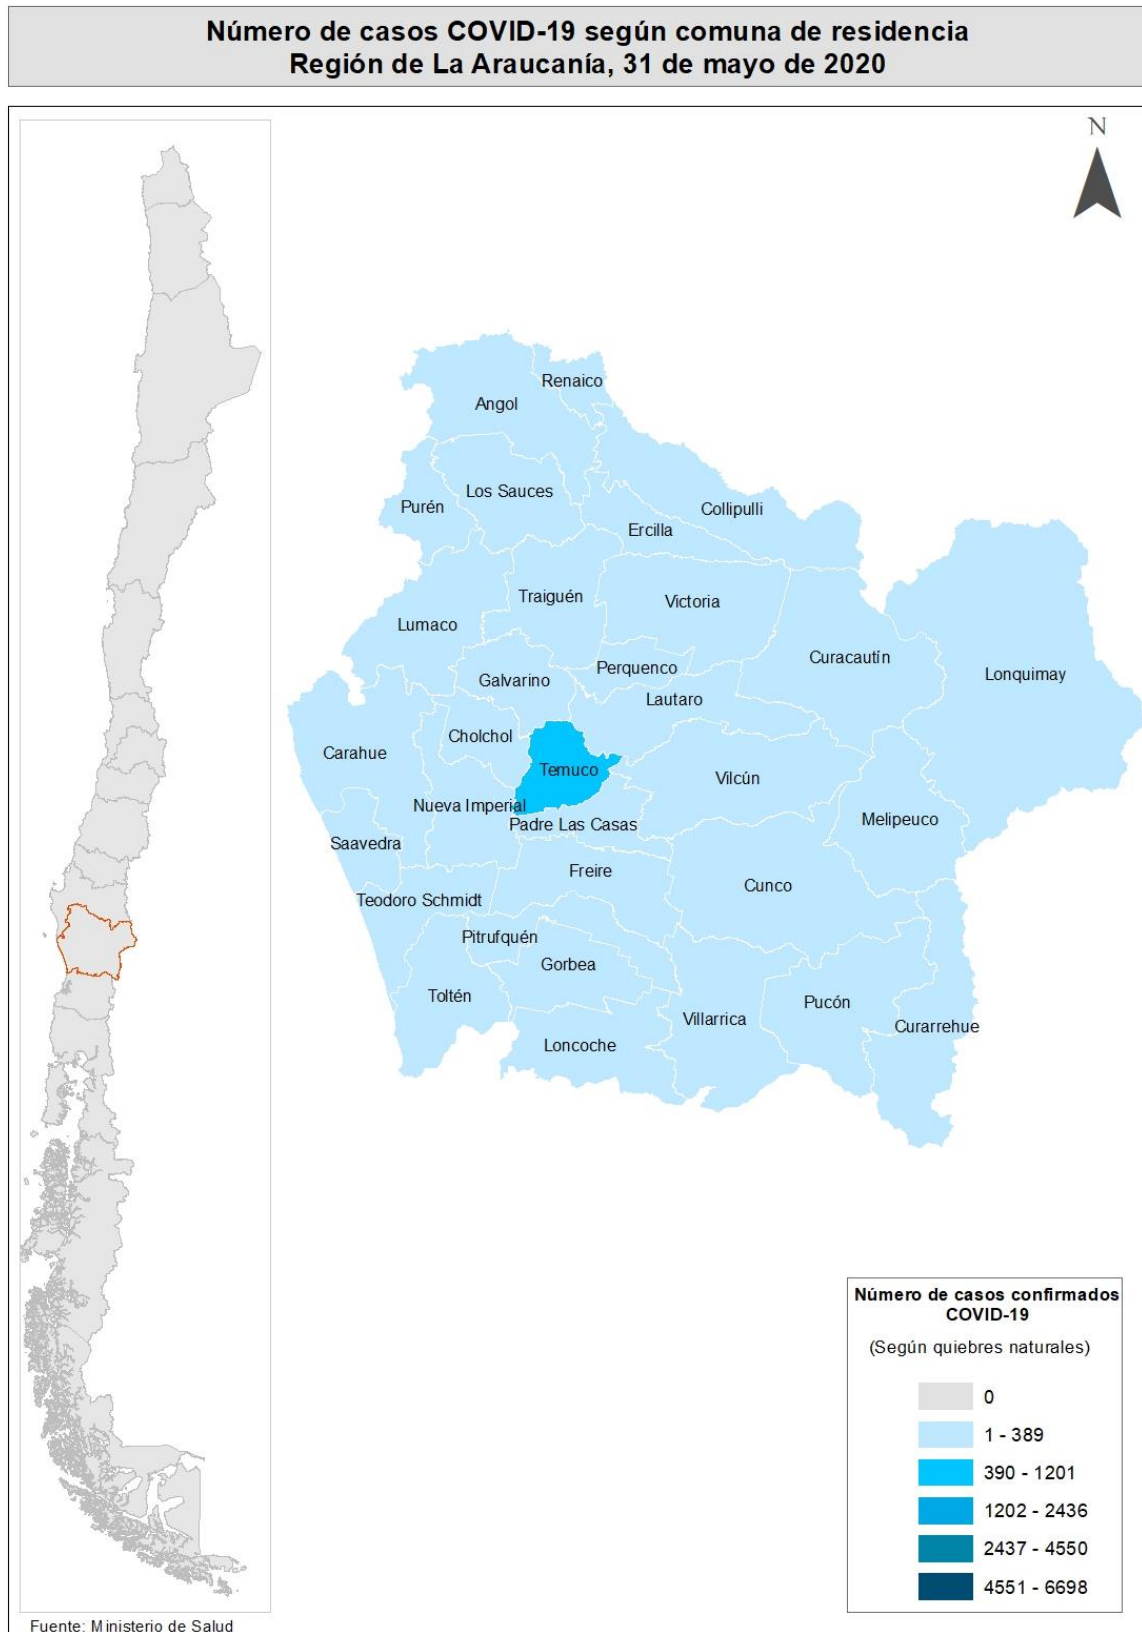 Número de casos COVID-19 según comuna de residencia
Región de La Araucanía, 31 de mayo de 2020
N
Renaico
Angol
Los Sauces
Purén
Collipulli
Ercilla
Traiguén
Victoria
Lumaco
Curacautín
Perquenco
Lonquimay
Galvarino
Lautaro
Cholchol
Carahue
Temuco
Vilcún
Nueva Imperial
Padre Las Casas
Melipeuco
Saavedra
Freire
Cunco
Teodoro Schmidt
Pitrufquén
Gorbea
Toltén
Pucón
Villarrica
Curarrehue
Loncoche
Número de casos confirmados
COVID-19
(Según quiebres naturales)
0
1 - 389
390 - 1201
1202 - 2436
2437 - 4550
4551 - 6698
Fuente: Ministerio de Salud